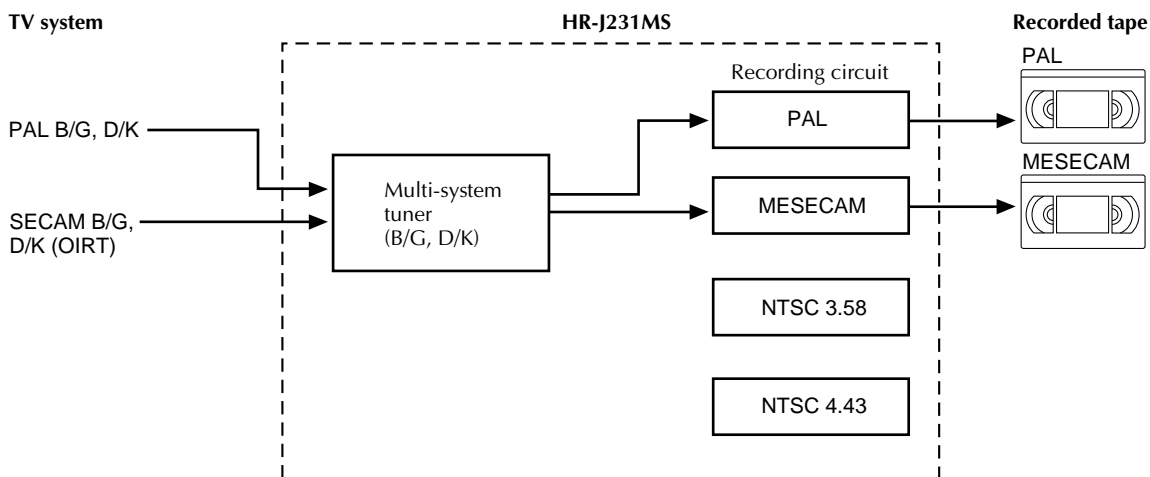 TV system
HR-J231MS
Recorded tape
PAL
Recording circuit
PAL B/G, D/K
PAL
MESECAM
Multi-system
tuner
(B/G, D/K)
SECAM B/G,
D/K (OIRT)
MESECAM
NTSC 3.58
NTSC 4.43